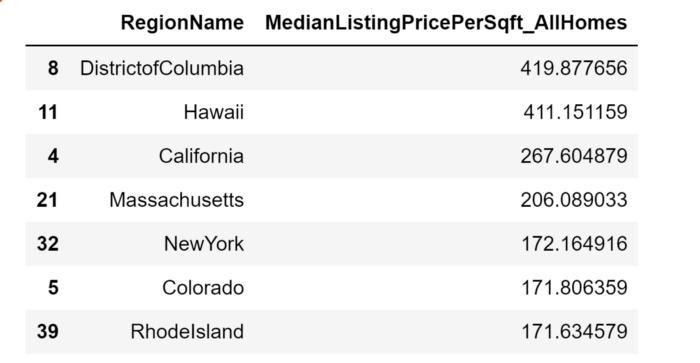 RegionName MedianListingPricePerSqft_AllHomes
8 DistrictofColumbia 419.877656
11 Hawaii 411.151159
4 California 267.604879
21 Massachusetts 206.089033
32 NewYork 172.164916
5 Colorado 171.806359
39 RhodeIsland 171.634579